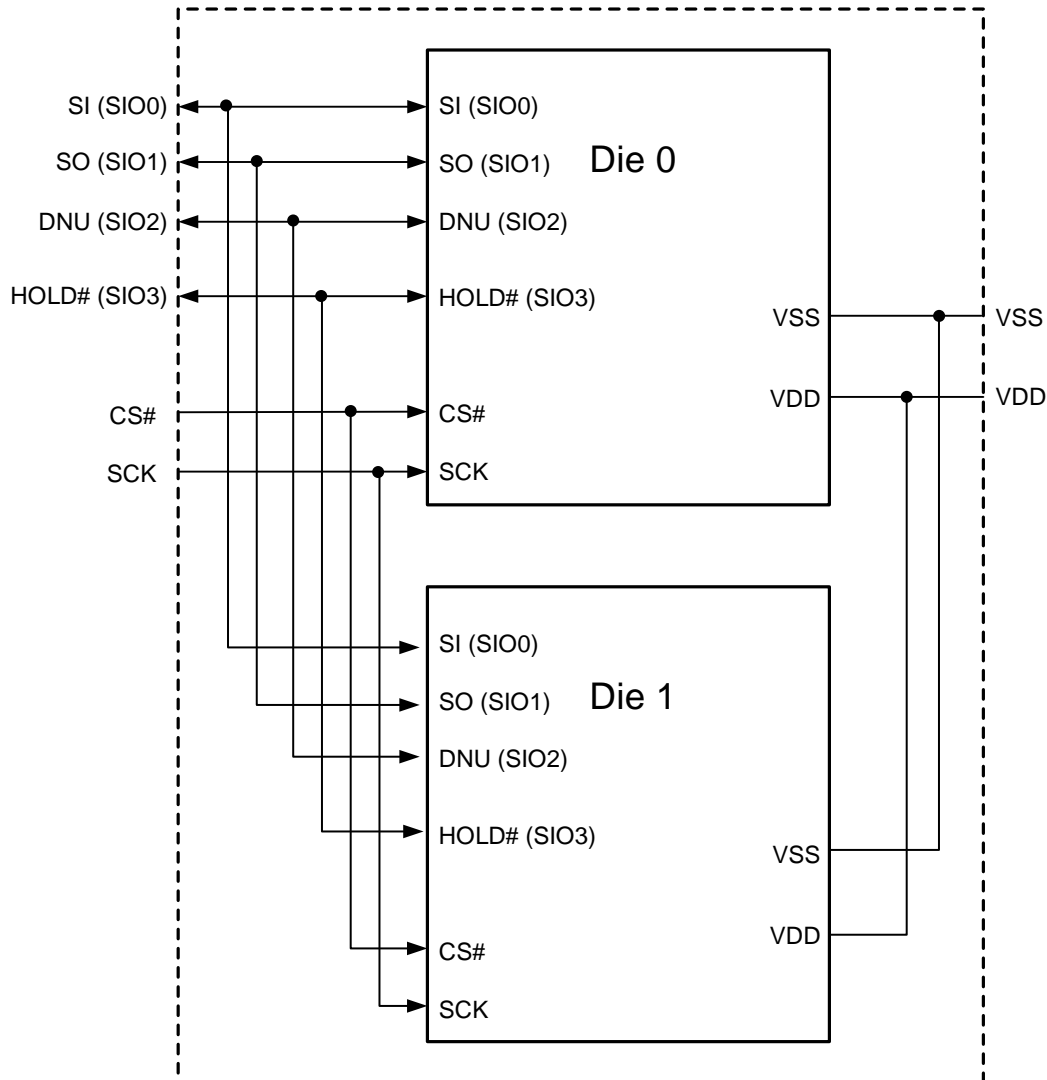 SI (SIO0)
SO (SIO1)
DNU (SIO2)
HOLD# (SIO3)
CS#
SCK
SI (SIO0)
SO (SIO1)
DNU (SIO2)
HOLD# (SIO3)
CS#
SCK
Die 0
VSS
VDD
VSS
VDD
SI (SIO0)
SO (SIO1)
DNU (SIO2)
HOLD# (SIO3)
CS#
SCK
Die 1
VSS
VDD